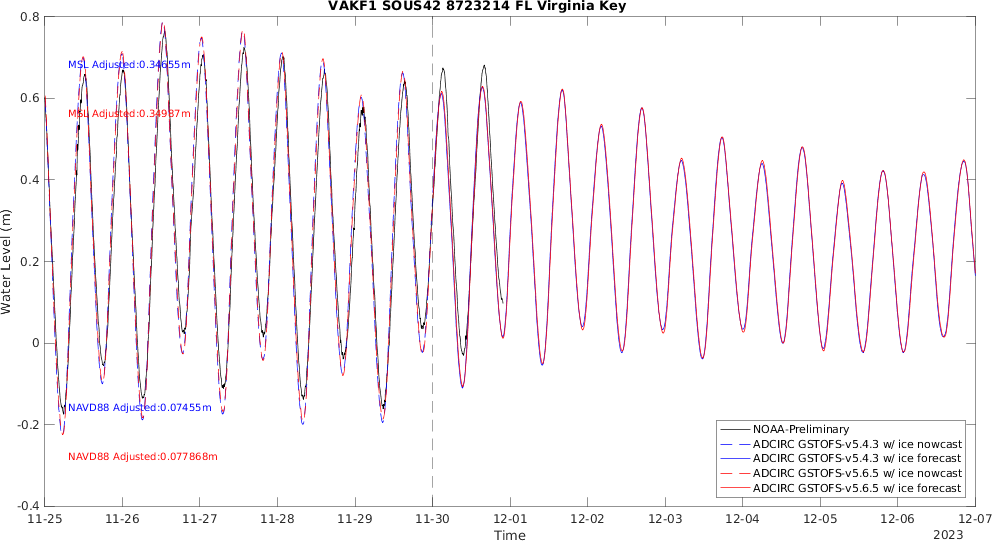 VAKF1 SOUS42 8723214 FL Virginia Key
0.8
MSL Adjusted:0.34655m
0.6
MSL Adjusted:0.34987m
0.4
Water Level (m)
0.2
0
NAVD88 Adjusted:0.07455m
-0.2
NAVD88 Adjusted:0.077868m
-0.4
NOAA-Preliminary
ADCIRC GSTOFS-v5.4.3 w/ ice nowcast
ADCIRC GSTOFS-v5.4.3 w/ ice forecast
ADCIRC GSTOFS-v5.6.5 w/ ice nowcast
ADCIRC GSTOFS-v5.6.5 w/ ice forecast
11-25 11-26 11-27 11-28 11-29 11-30 12-01 12-02 12-03 12-04 12-05 12-06 12-07
Time
2023